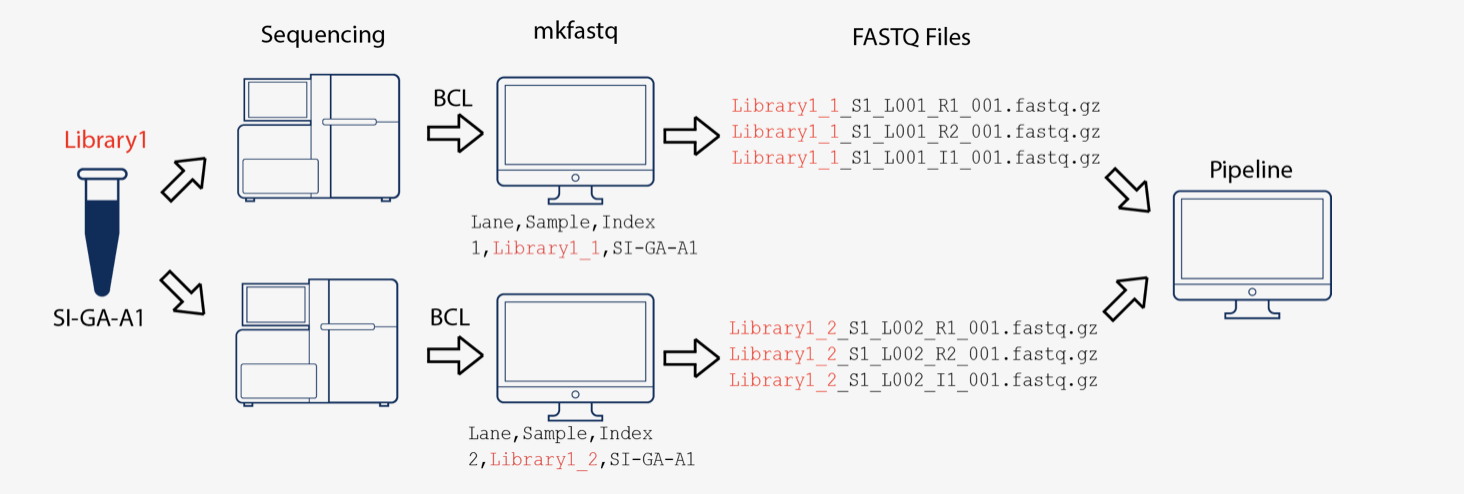 Sequencing
mkfastq
FASTQ Files
Library1
SI-GA-A1
BCL
Lane,Sample,Index
1,Library1_1,SI-GA-A1
Library1_1_S1_L001_R1_001.fastq.gz
Library1_1_S1_L001_R2_001.fastq.gz
Library1_1_S1_L001_I1_001.fastq.gz
BCL
Lane,Sample,Index
2,Library1_2,SI-GA-A1
Library1_2_S1_L002_R1_001.fastq.gz
Library1_2_S1_L002_R2_001.fastq.gz
Library1_2_S1_L002_I1_001.fastq.gz
Pipeline